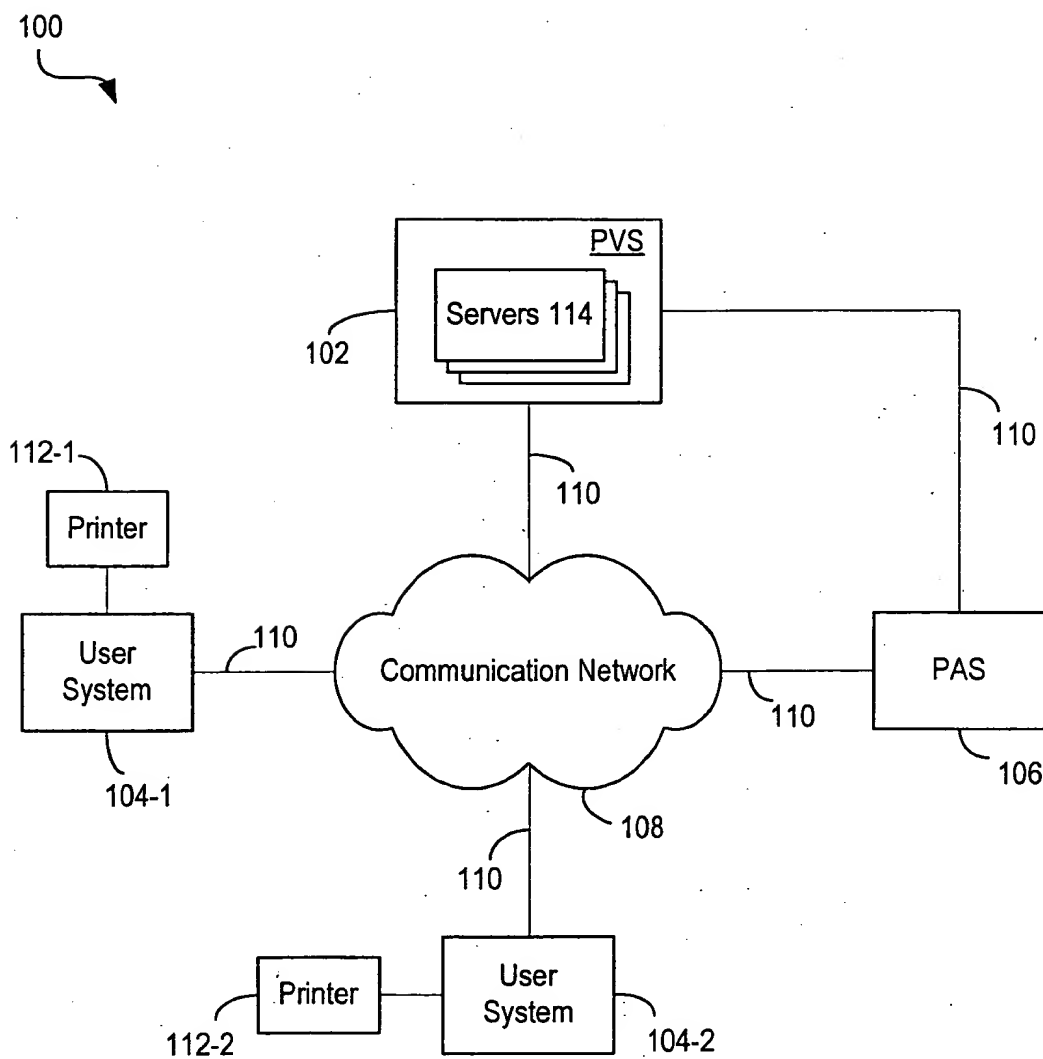 100
PVS
Servers 114
102
110
110
112-1
Printer
User
System
110
Communication Network
PAS
110
104-1
106
108
110
Printer
User
System
112-2
104-2